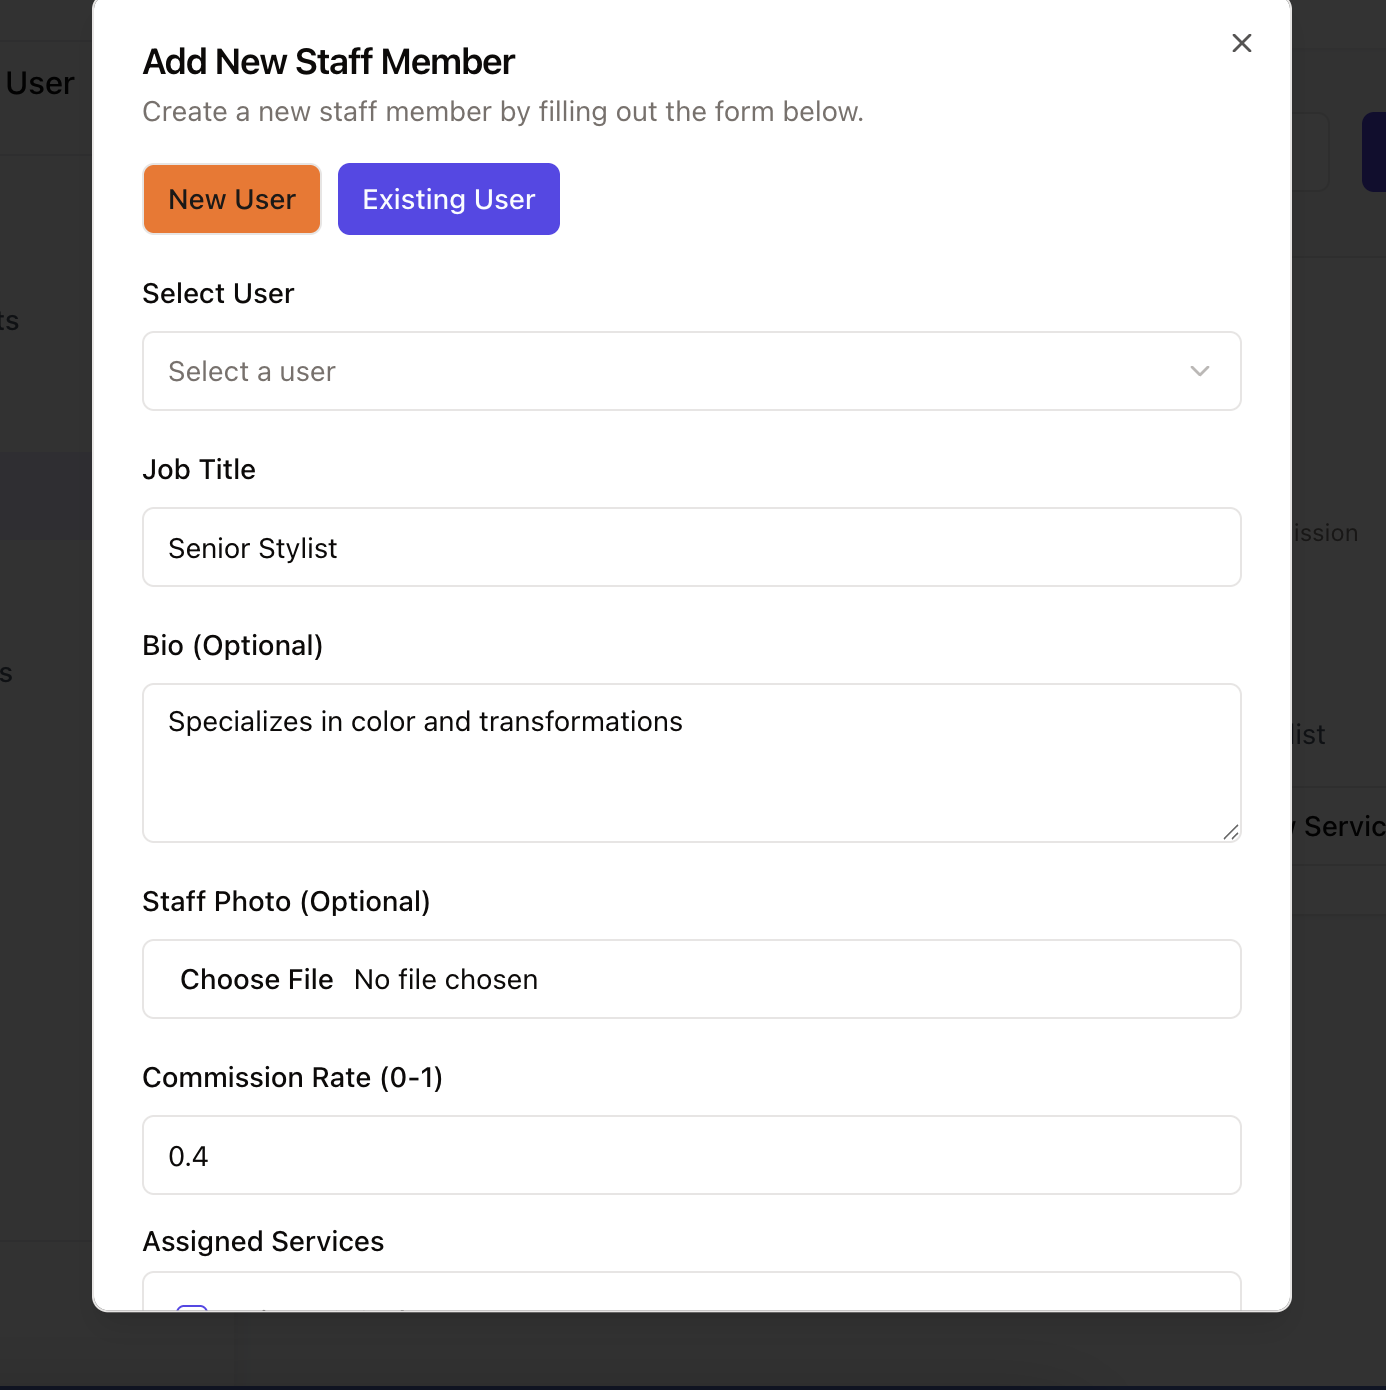 User
Add New Staff Member
Create a new staff member by filling out the form below.
New User
Existing User
Select User
Select a user
ts
Job Title
Senior Stylist
ission
Bio (Optional)
s
Specializes in color and transformations
list
Servic
Staff Photo (Optional)
Choose File No file chosen
Commission Rate (0-1)
0.4
Assigned Services